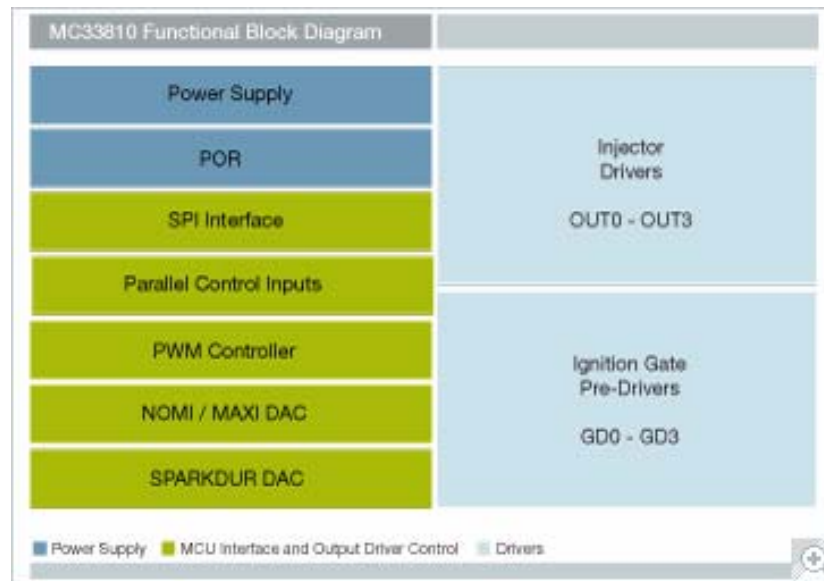 MC33810 Functional Block Diagram
Power Supply
POR
SPI Interface
Parallel Control Inputs
PWM Controller
NOMI / MAXI DAC
SPARKDUR DAC
Injector
Drivers
OUT0 - OUT3
Ignition Gate
Pre-Drivers
GD0 - GD3
Power Supply MCU Interface and Output Driver Control Drivers